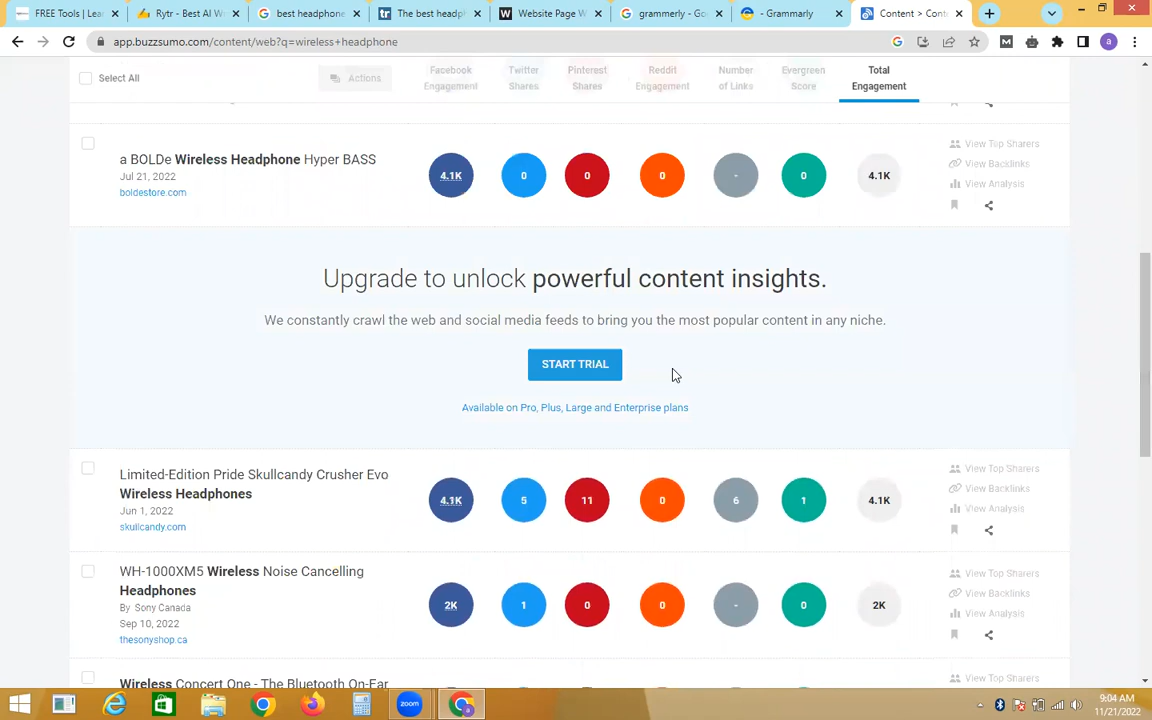 FREE Tools | Lea
Rytr - Best AI W
best headphone
The best headph
Website Page W
grammerly - Go
- Grammarly
Content > Cont
app.buzzsumo.com/content/web?q=wireless+headphone
Select All
Actions
Facebook Engagement
Twitter Shares
Pinterest Shares
Reddit Engagement
Number of Links
Evergreen Score
Total Engagement
a BOLDe Wireless Headphone Hyper BASS
Jul 21, 2022
boldestore.com
4.1K
0
0
0
-
0
4.1K
View Top Sharers
View Backlinks
View Analysis
Upgrade to unlock powerful content insights.
We constantly crawl the web and social media feeds to bring you the most popular content in any niche.
START TRIAL
Available on Pro, Plus, Large and Enterprise plans
Limited-Edition Pride Skullcandy Crusher Evo
Wireless Headphones
Jun 1, 2022
skullcandy.com
4.1K
5
11
0
6
1
4.1K
View Top Sharers
View Backlinks
View Analysis
WH-1000XM5 Wireless Noise Cancelling
Headphones
By Sony Canada
Sep 10, 2022
thesonyshop.ca
2K
1
0
0
-
0
2K
View Top Sharers
View Backlinks
View Analysis
Wireless Concert One - The Bluetooth On-Ear
View Top Sharers
zoom
9:04 AM
11/21/2022